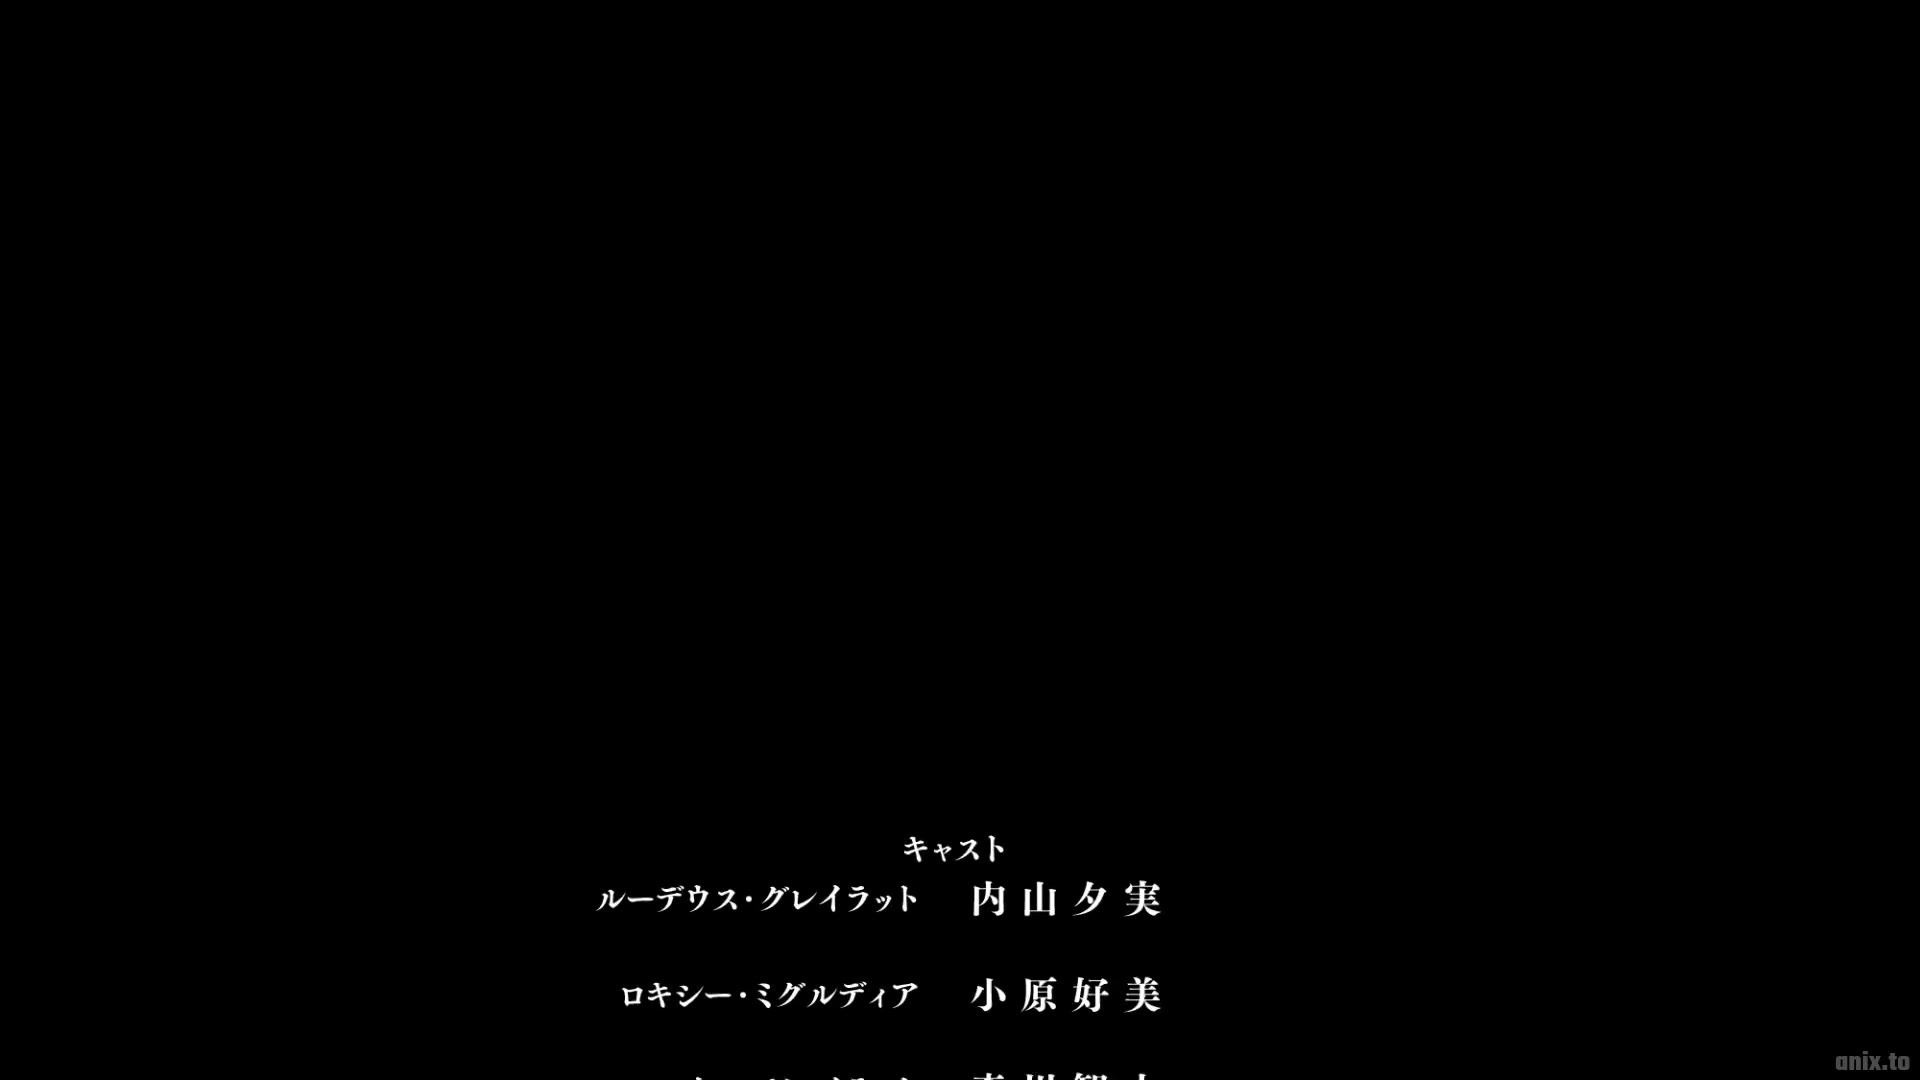 キャスト
ルーデウス・グレイラット 内山夕実
ロキシー・ミグルディア 小原好美
anix.to